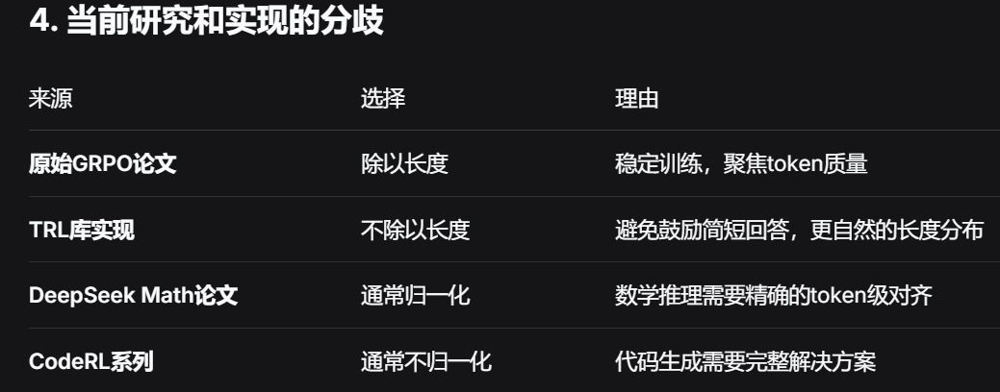 4. 当前研究和实现的分歧
来源 选择 理由
原始GRPO论文 除以长度 稳定训练，聚焦token质量
TRL库实现 不除以长度 避免鼓励简短回答，更自然的长度分布
DeepSeek Math论文 通常归一化 数学推理需要精确的token级对齐
CodeRL系列 通常不归一化 代码生成需要完整解决方案